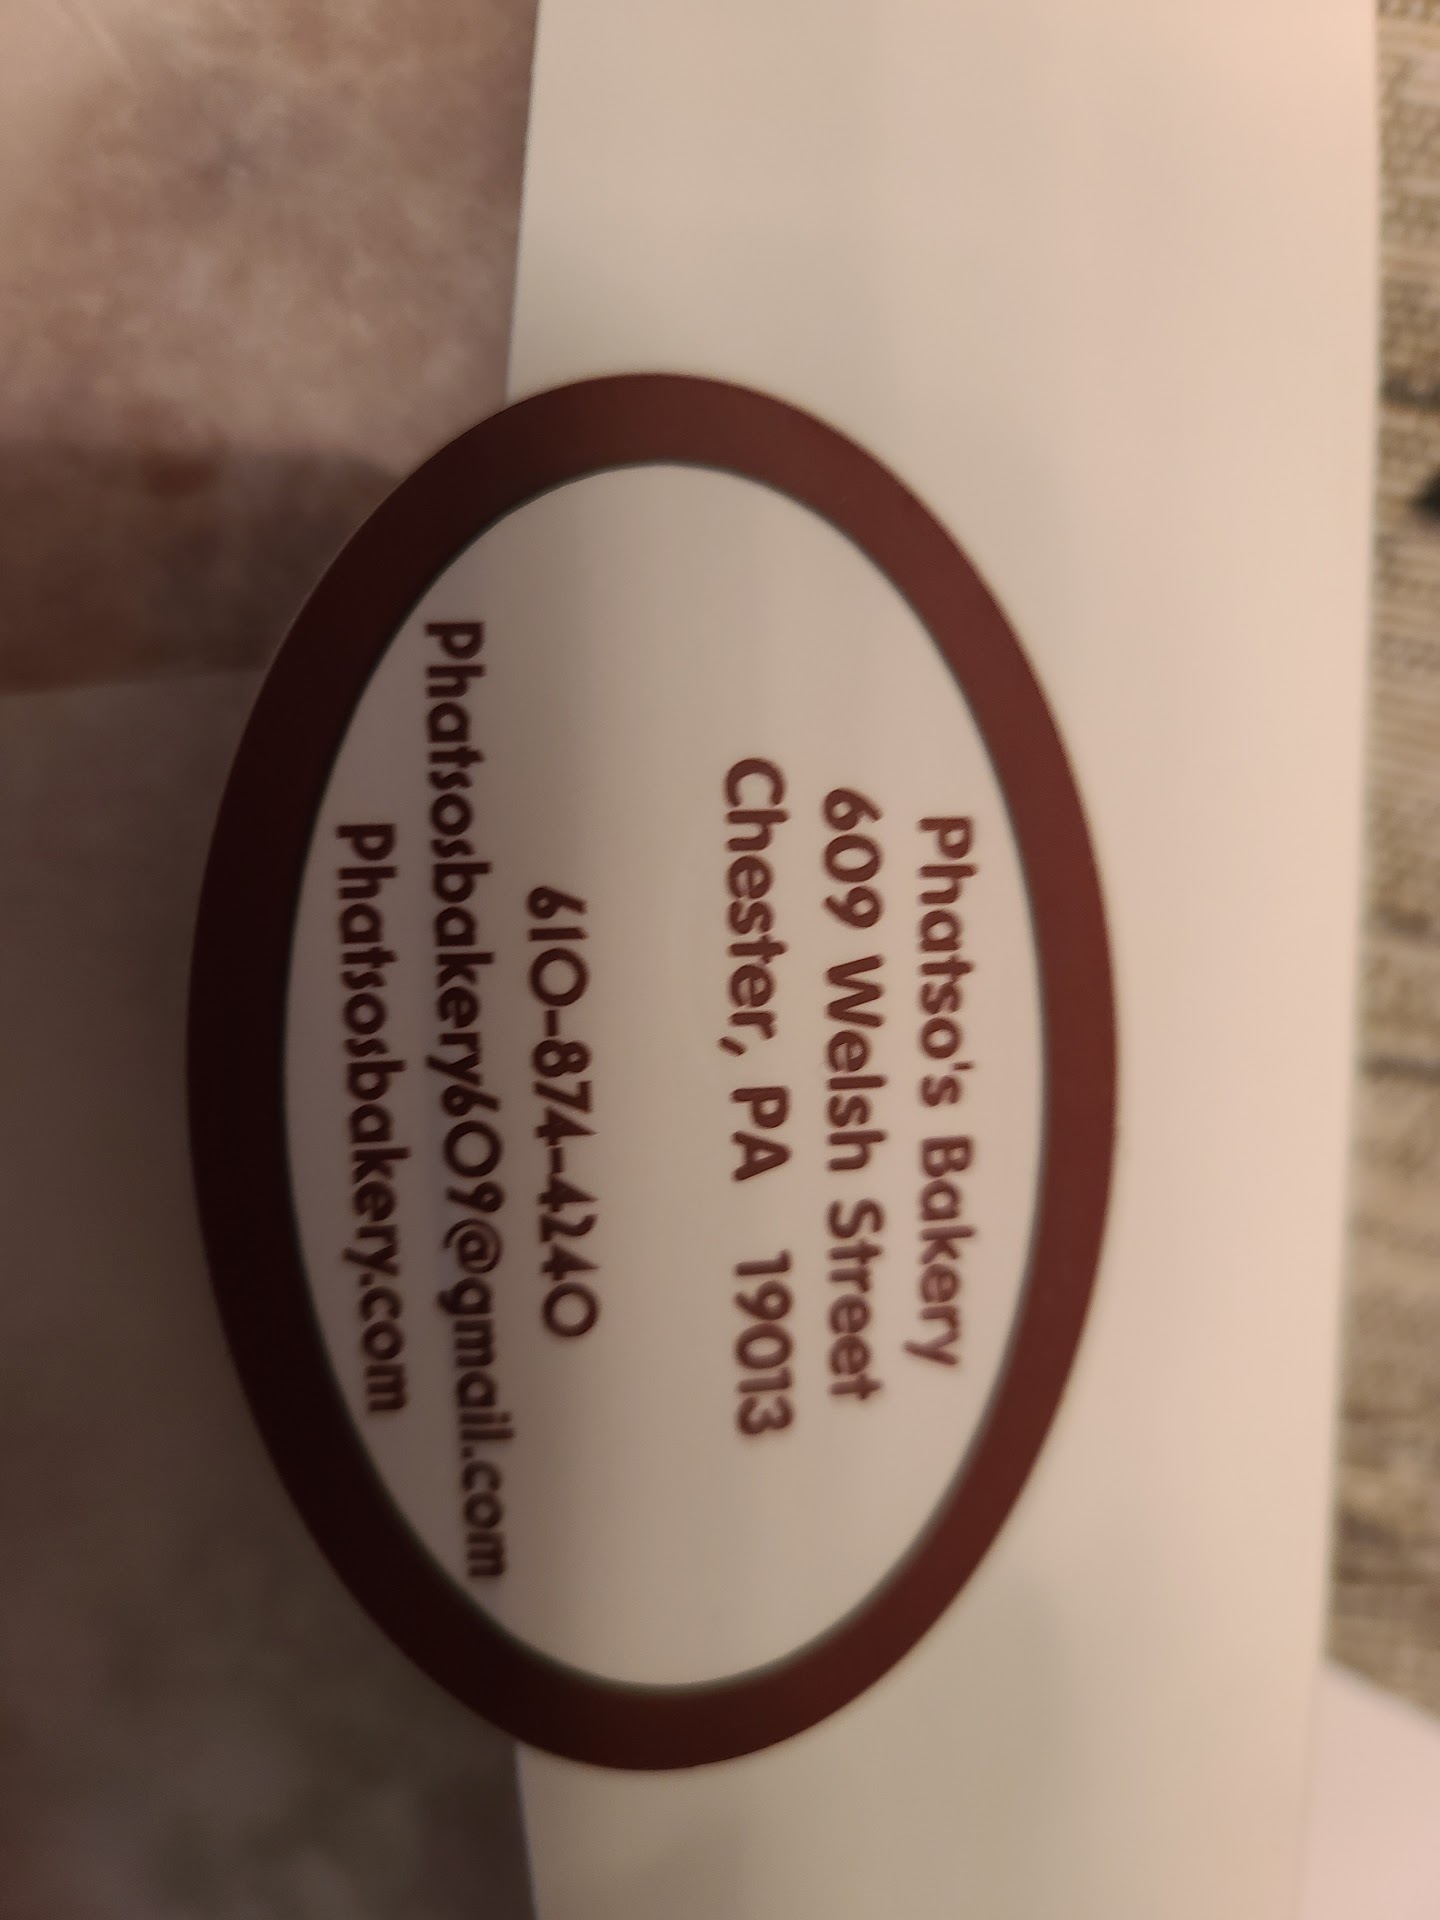 Phatso's Bakery
609 Welsh Street
Chester, PA 19013
610-874-4240
Phatsosbakery609@gmail.com
Phatsosbakery.com